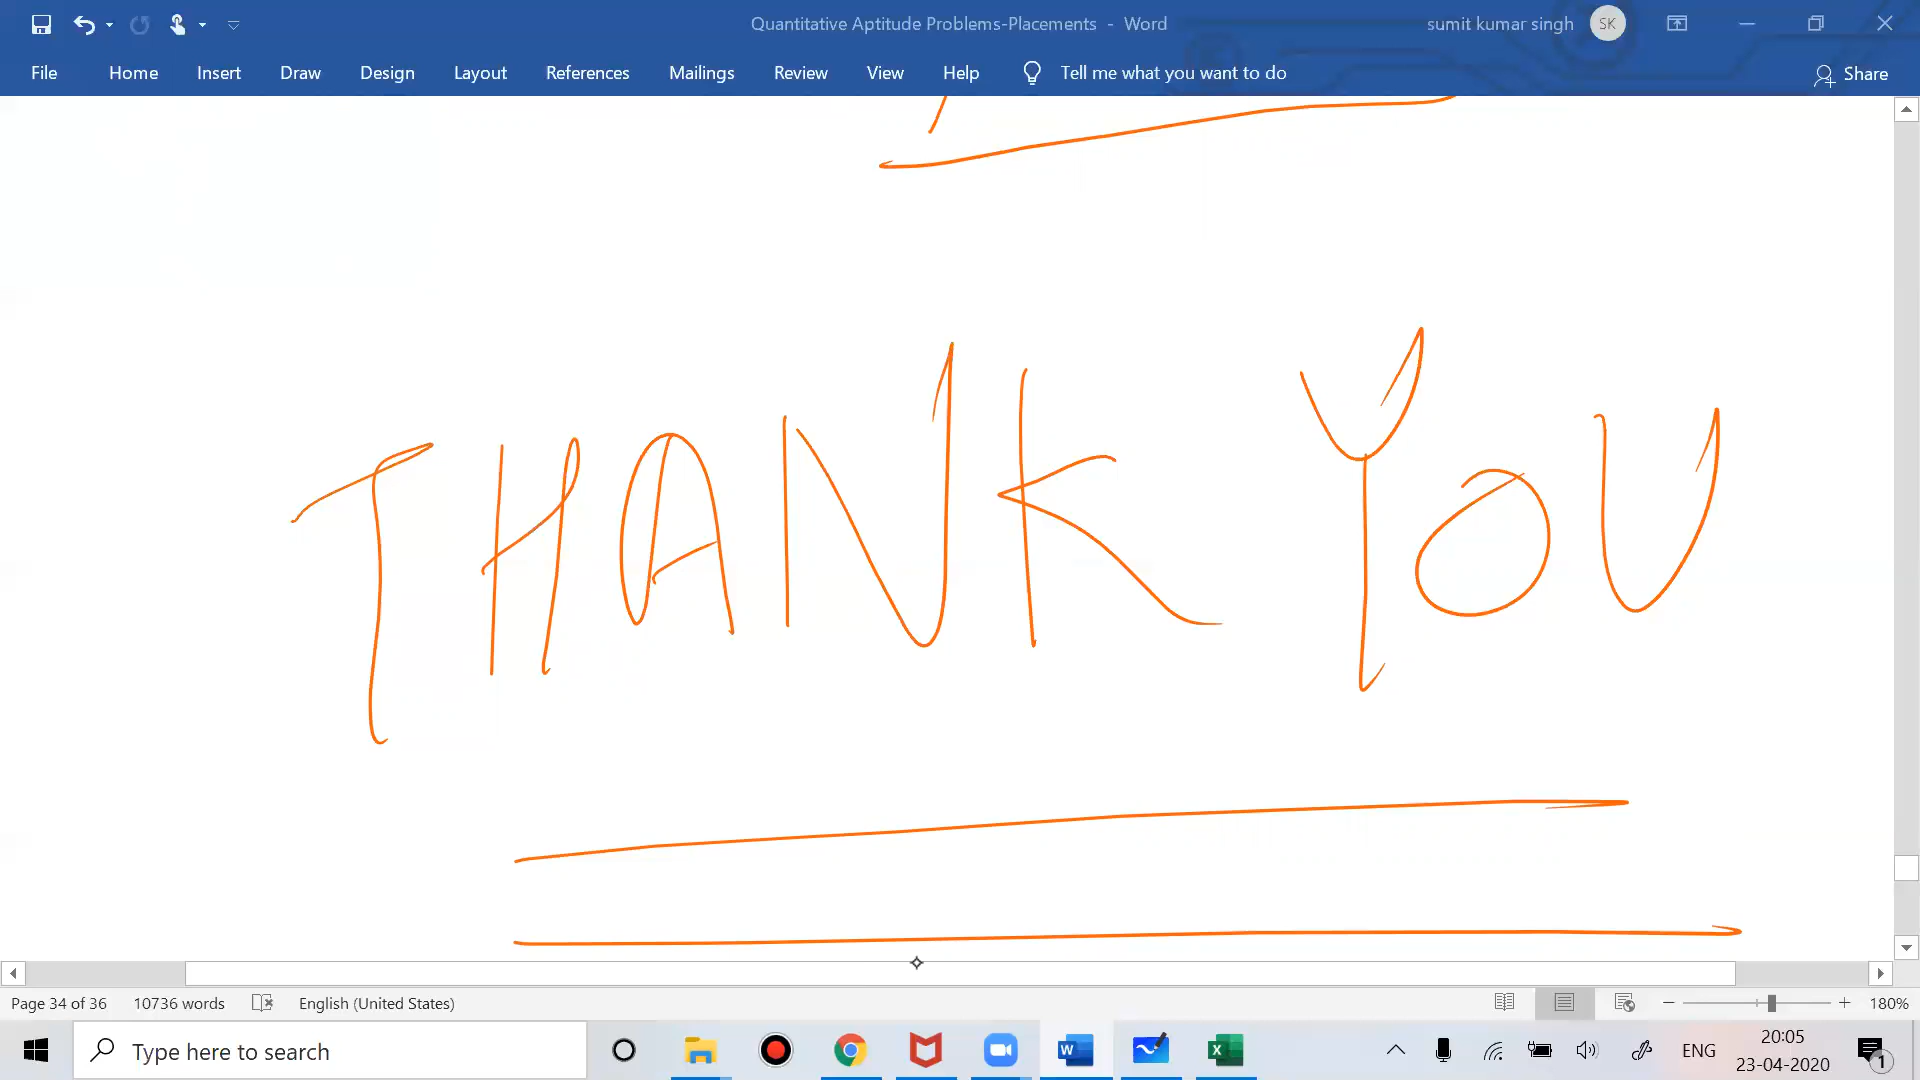 Quantitative Aptitude Problems-Placements - Word
sumit kumar singh SK
File Home Insert Draw Design Layout References Mailings Review View Help Tell me what you want to do Share
THANK YOU
Page 34 of 36 10736 words English (United States) 180%
Type here to search
ENG
20:05
23-04-2020
1